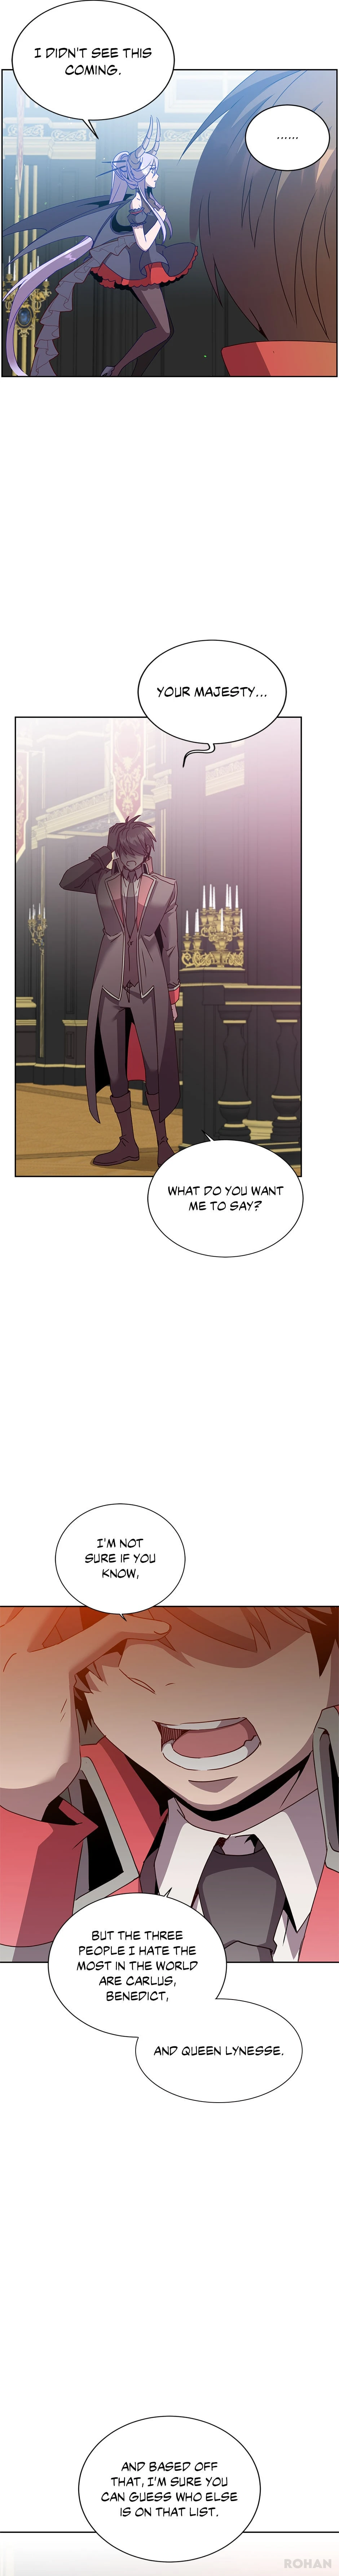 I DIDN'T SEE THIS
COMING.
......
YOUR MAJESTY...
WHAT DO YOU WANT
ME TO SAY?
I'M NOT
SURE IF YOU
KNOW,
BUT THE THREE
PEOPLE I HATE THE
MOST IN THE WORLD
ARE CARLUS,
BENEDICT,
AND QUEEN LYNESSE.
AND BASED OFF
THAT, I'M SURE YOU
CAN GUESS WHO ELSE
IS ON THAT LIST.
ROHAN